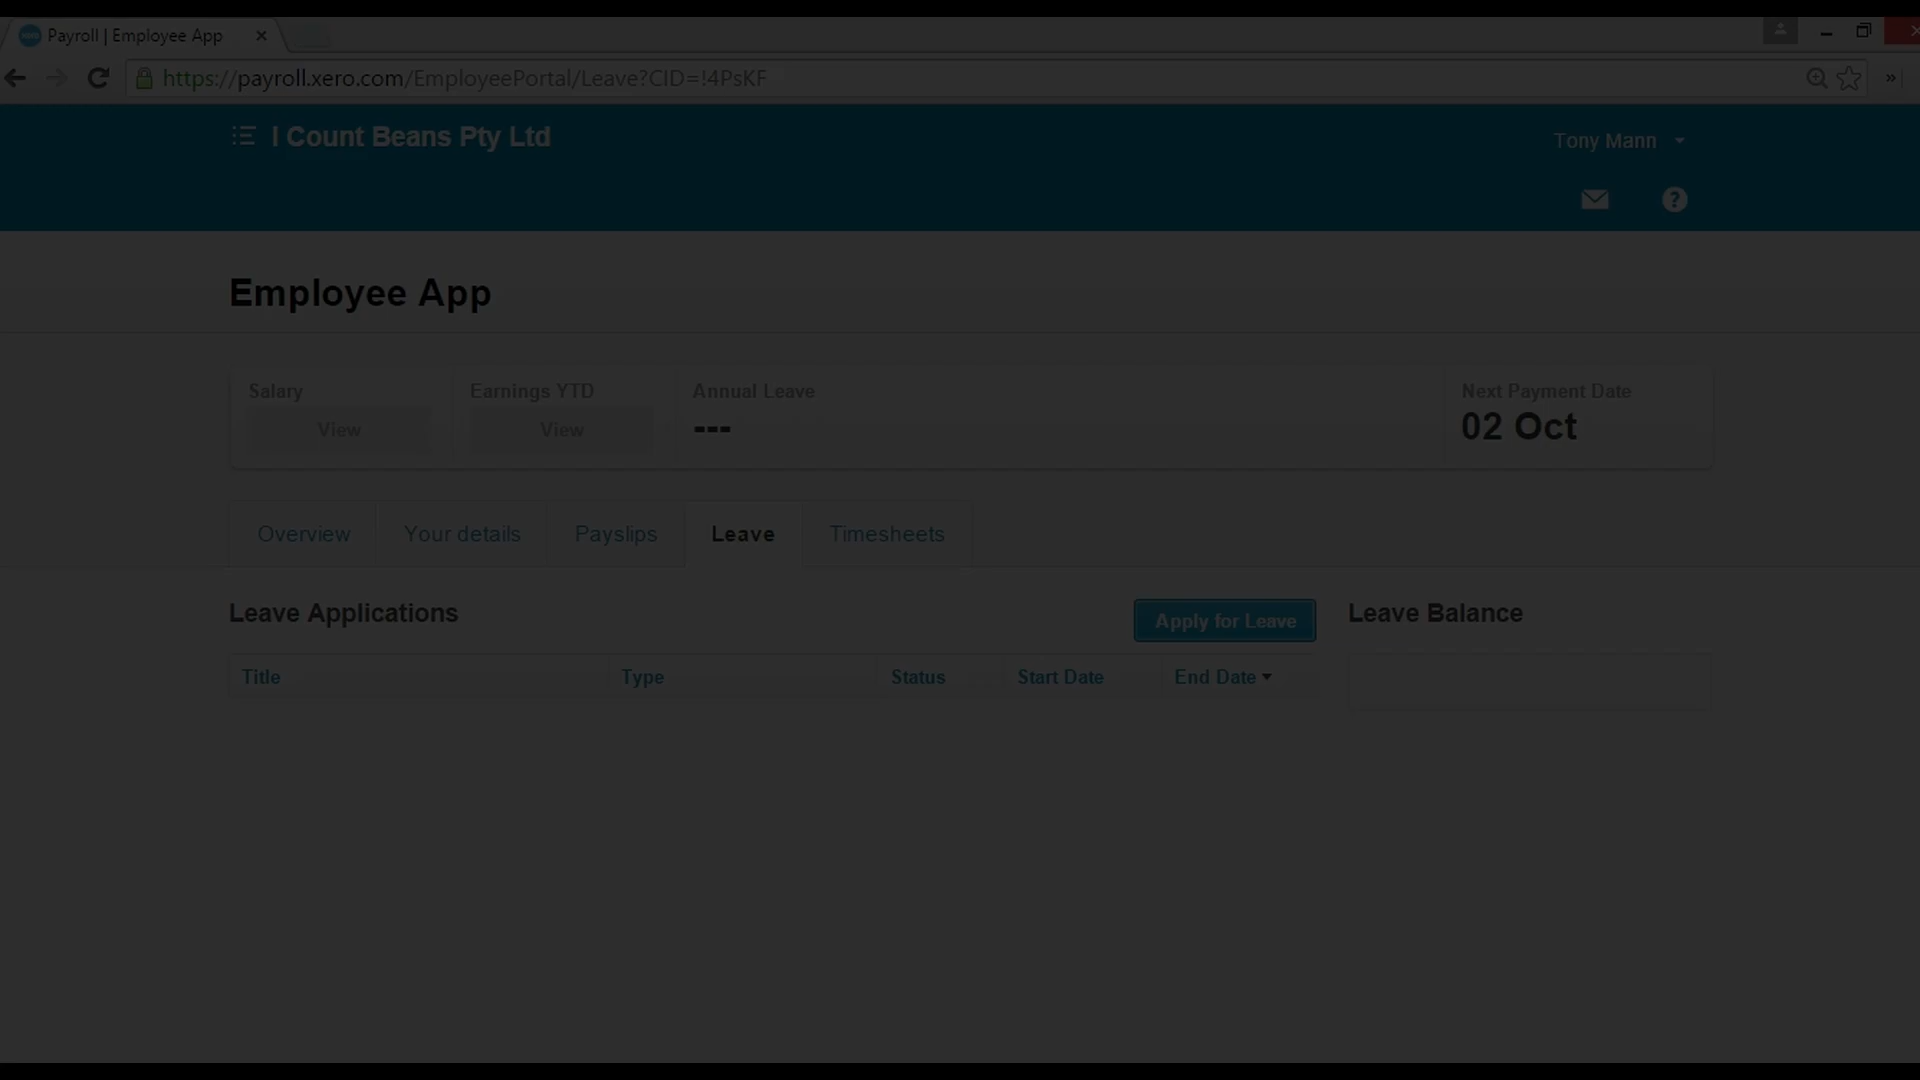 Payroll | Employee App
https://payroll.xero.com/EmployeePortal/Leave?CID=!4PsKF
I Count Beans Pty Ltd
Tony Mann
Employee App
Salary
View
Earnings YTD
View
Annual Leave
---
Next Payment Date
02 Oct
Overview
Your details
Payslips
Leave
Timesheets
Leave Applications
Apply for Leave
Leave Balance
Title
Type
Status
Start Date
End Date